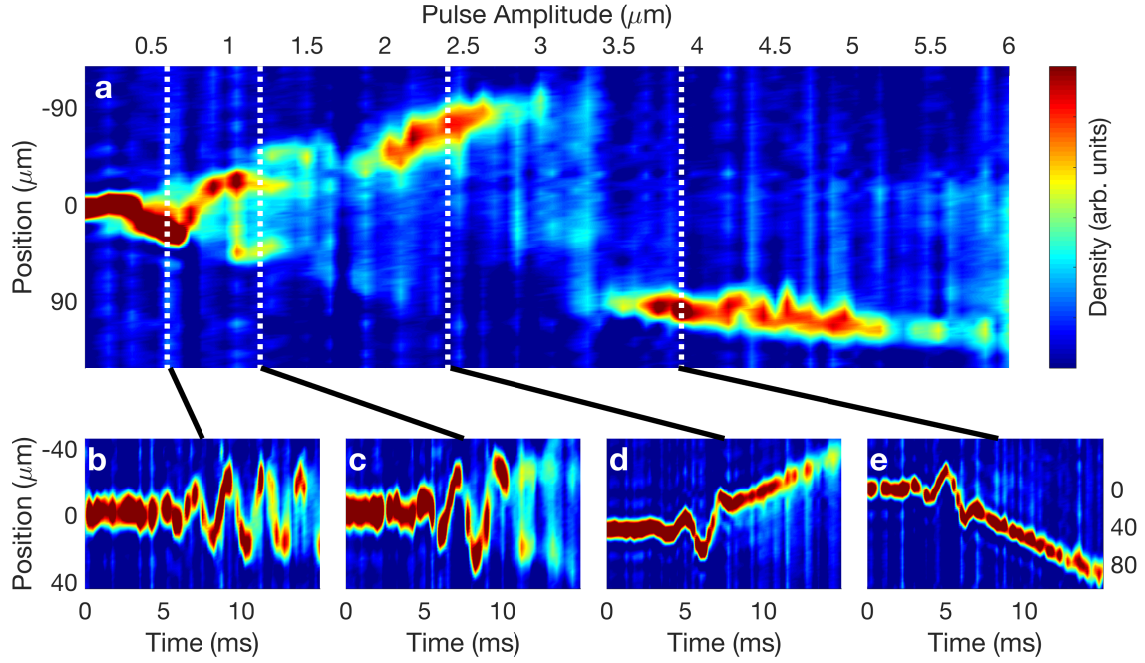 Pulse Amplitude (μm)
0.5 1 1.5 2 2.5 3 3.5 4 4.5 5 5.5 6
a
Position (μm)
-90
0
90
Density (arb. units)
b c d e
Position (μm)
-40
0
40
0
40
80
0 5 10 0 5 10 0 5 10 0 5 10
Time (ms) Time (ms) Time (ms) Time (ms)